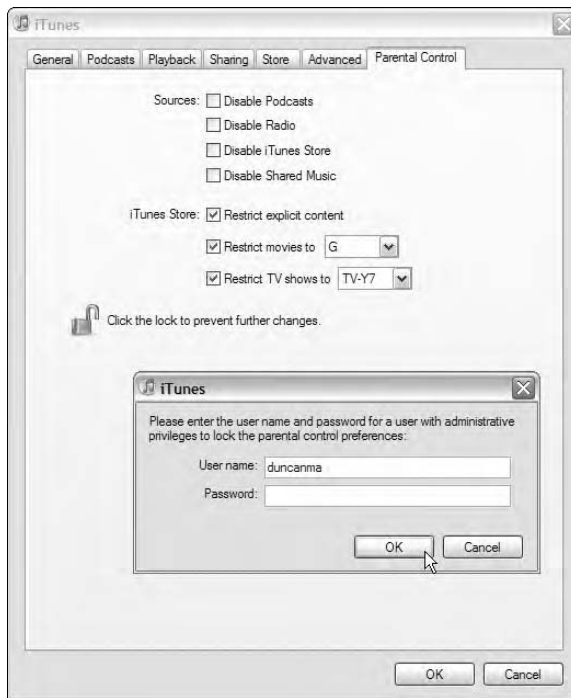 iTunes
General Podcasts Playback Sharing Store Advanced Parental Control
Sources: Disable Podcasts
Disable Radio
Disable iTunes Store
Disable Shared Music
iTunes Store: Restrict explicit content
Restrict movies to G
Restrict TV shows to TV-Y7
Click the lock to prevent further changes.
iTunes
Please enter the user name and password for a user with administrative
privileges to lock the parental control preferences:
User name: duncanma
Password:
OK Cancel
OK Cancel